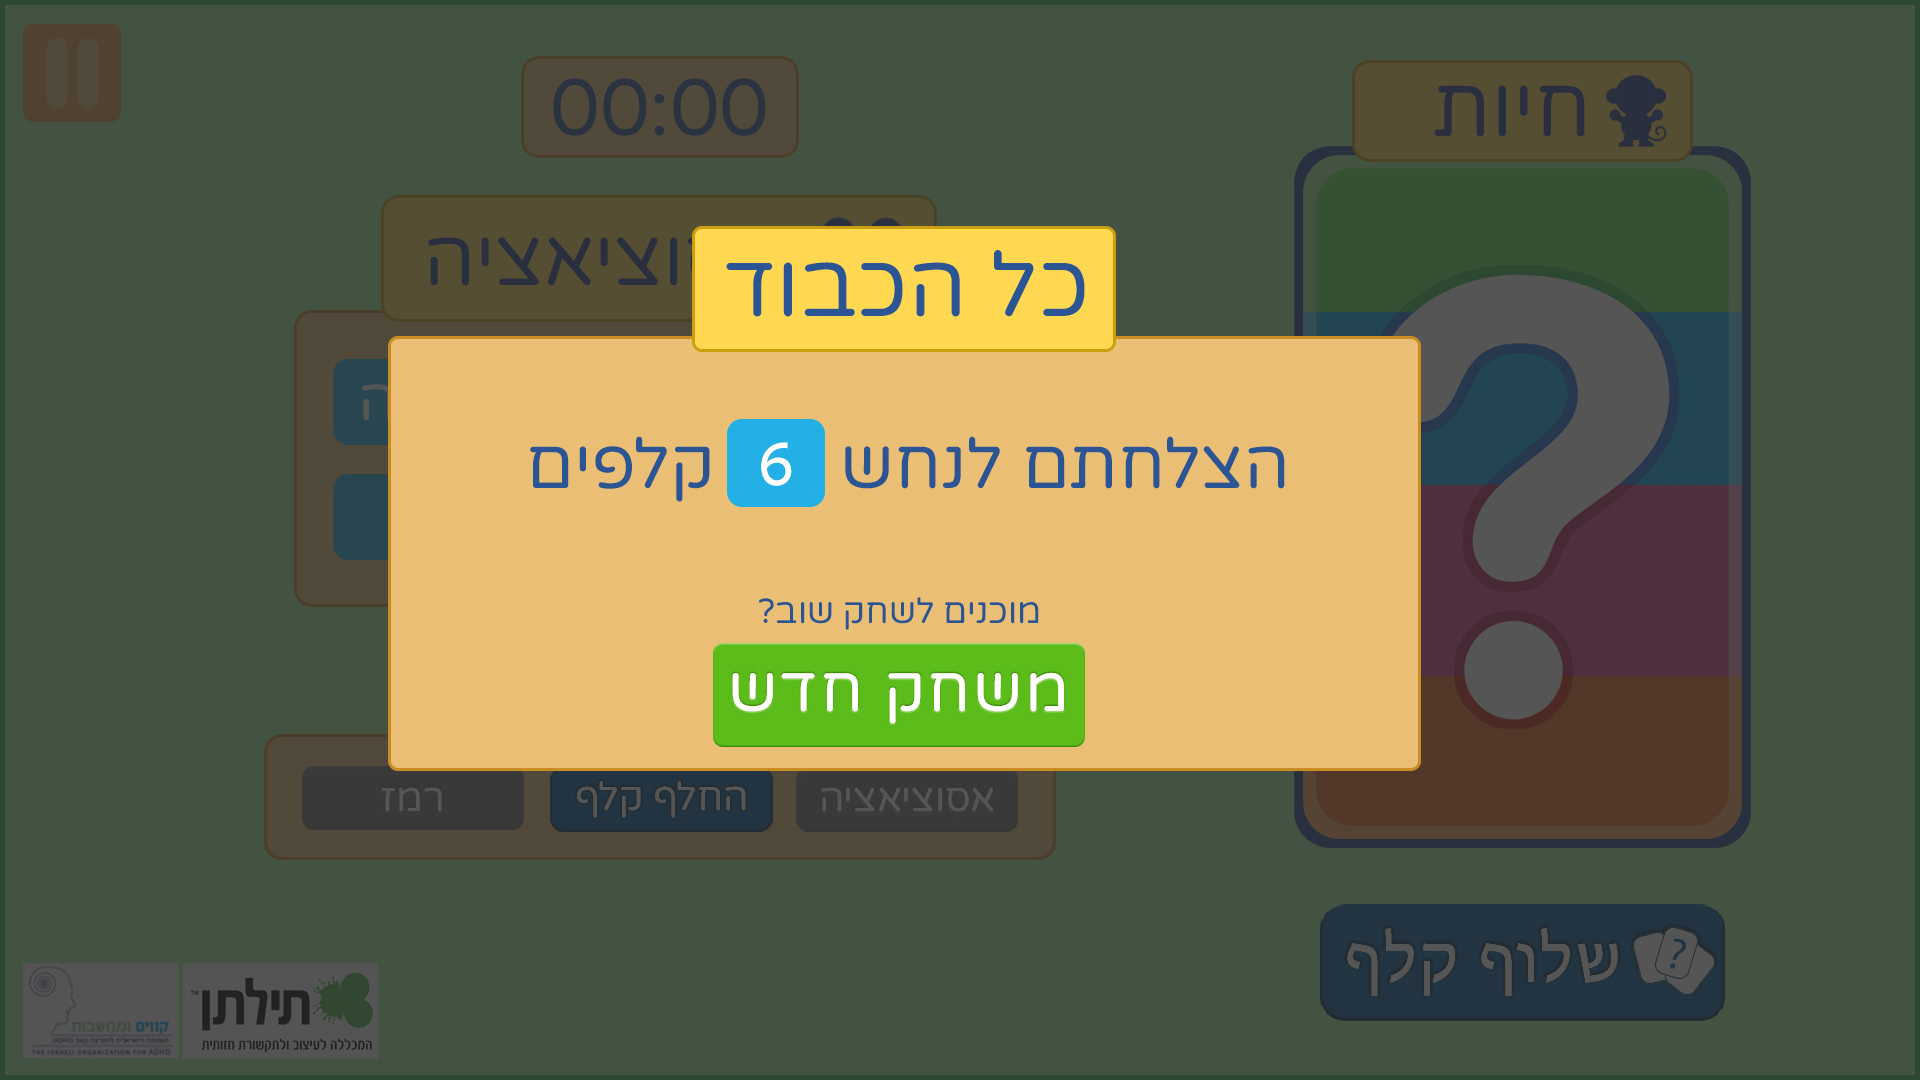 חיות
00:00
וציאציה
כל הכבוד
הצלחתם לנחש 6 קלפים
מוכנים לשחק שוב?
משחק חדש
אסוציאציה
החלף קלף
רמז
שלוף קלף
?
תילתן™
המכללה לעיצוב ולתקשורת חזותית
קווים ומחשבות
THE ISRAELI ORGANIZATION FOR ADHD